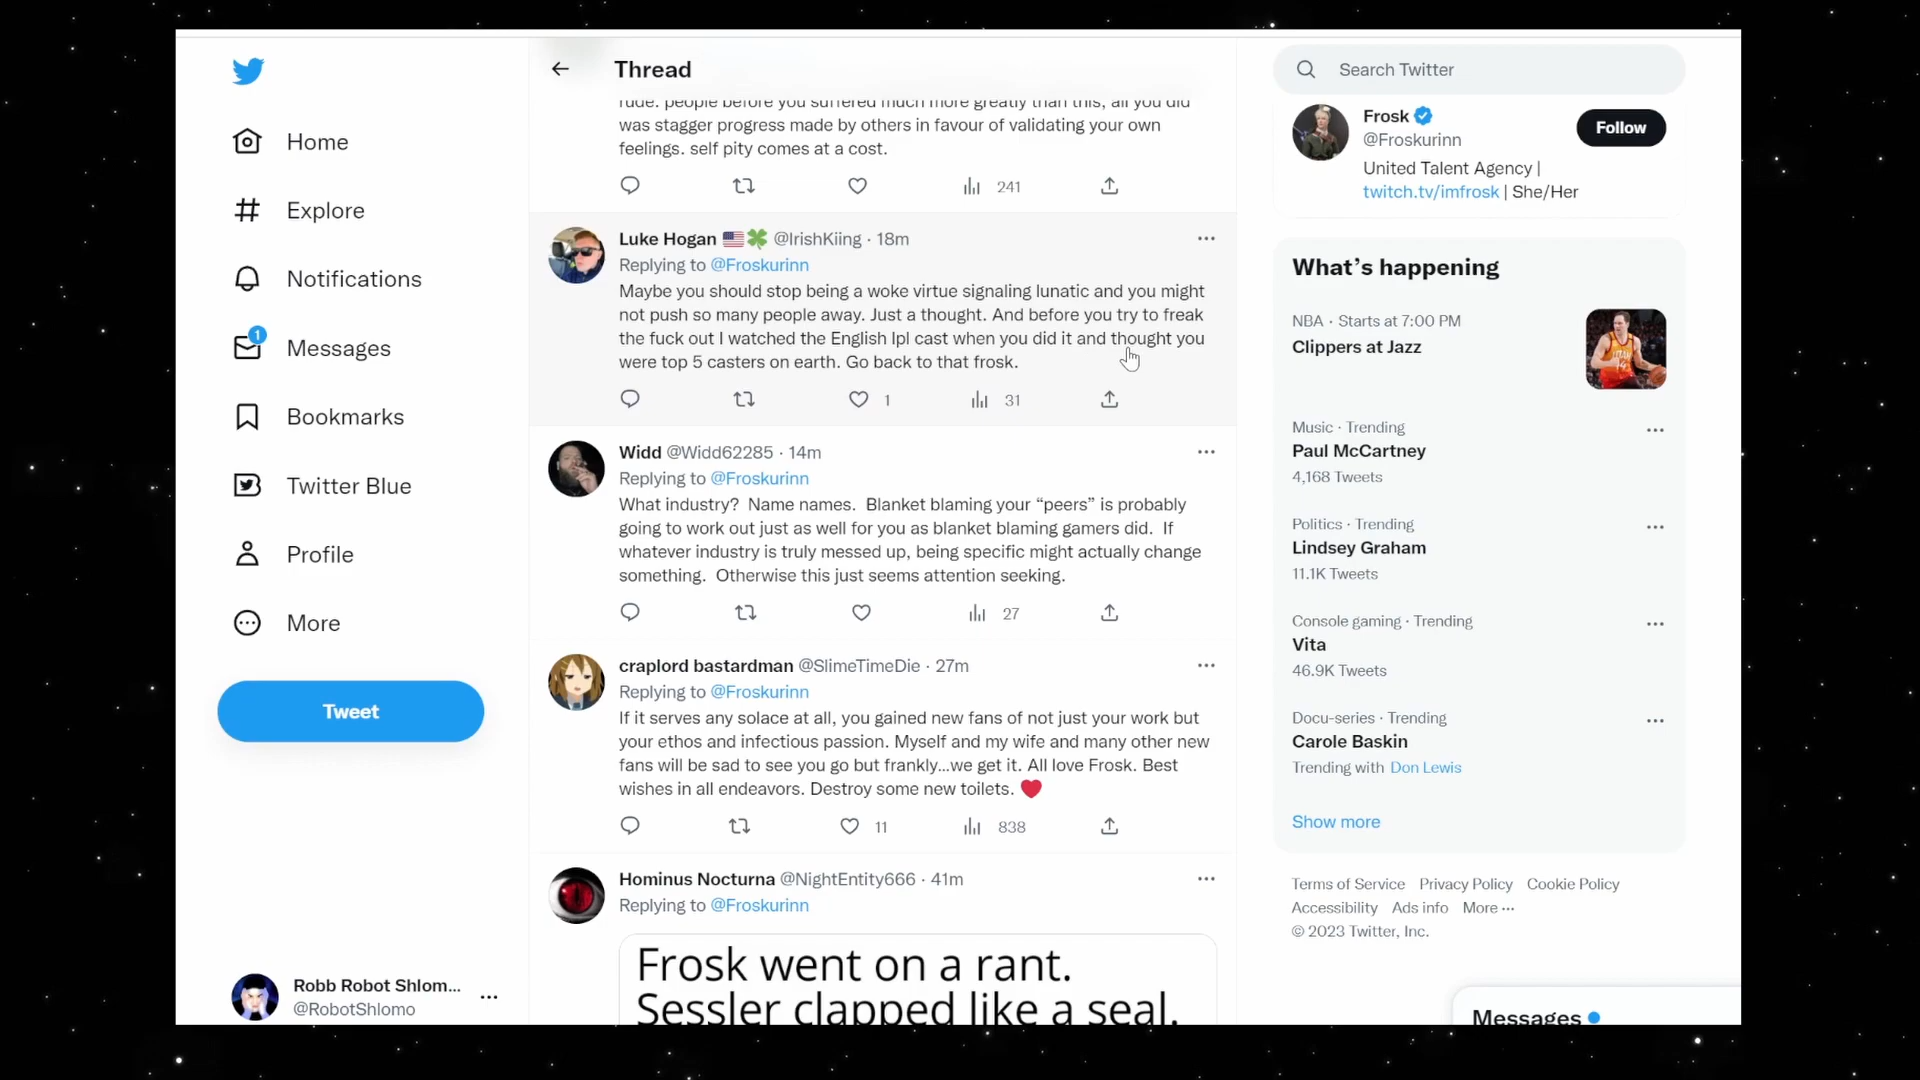 Home
Explore
Notifications
1
Messages
Bookmarks
Twitter Blue
Profile
More
Tweet
Robb Robot Shlom...
@RobotShlomo
Thread
rude. people before you suffered much more greatly than this, all you did
was stagger progress made by others in favour of validating your own
feelings. self pity comes at a cost.
241
Luke Hogan @IrishKiing · 18m
Replying to @Froskurinn
Maybe you should stop being a woke virtue signaling lunatic and you might
not push so many people away. Just a thought. And before you try to freak
the fuck out I watched the English lpl cast when you did it and thought you
were top 5 casters on earth. Go back to that frosk.
1 31
Widd @Widd62285 · 14m
Replying to @Froskurinn
What industry?  Name names.  Blanket blaming your “peers” is probably
going to work out just as well for you as blanket blaming gamers did.  If
whatever industry is truly messed up, being specific might actually change
something.  Otherwise this just seems attention seeking.
27
craplord bastardman @SlimeTimeDie · 27m
Replying to @Froskurinn
If it serves any solace at all, you gained new fans of not just your work but
your ethos and infectious passion. Myself and my wife and many other new
fans will be sad to see you go but frankly...we get it. All love Frosk. Best
wishes in all endeavors. Destroy some new toilets. ❤️
11 838
Hominus Nocturna @NightEntity666 · 41m
Replying to @Froskurinn
Frosk went on a rant.
Sessler clapped like a seal.
Search Twitter
Frosk
@Froskurinn
Follow
United Talent Agency |
twitch.tv/imfrosk | She/Her
What’s happening
NBA · Starts at 7:00 PM
Clippers at Jazz
Music · Trending
Paul McCartney
4,168 Tweets
Politics · Trending
Lindsey Graham
11.1K Tweets
Console gaming · Trending
Vita
46.9K Tweets
Docu-series · Trending
Carole Baskin
Trending with Don Lewis
Show more
Terms of Service Privacy Policy Cookie Policy
Accessibility Ads info More ···
© 2023 Twitter, Inc.
Messages